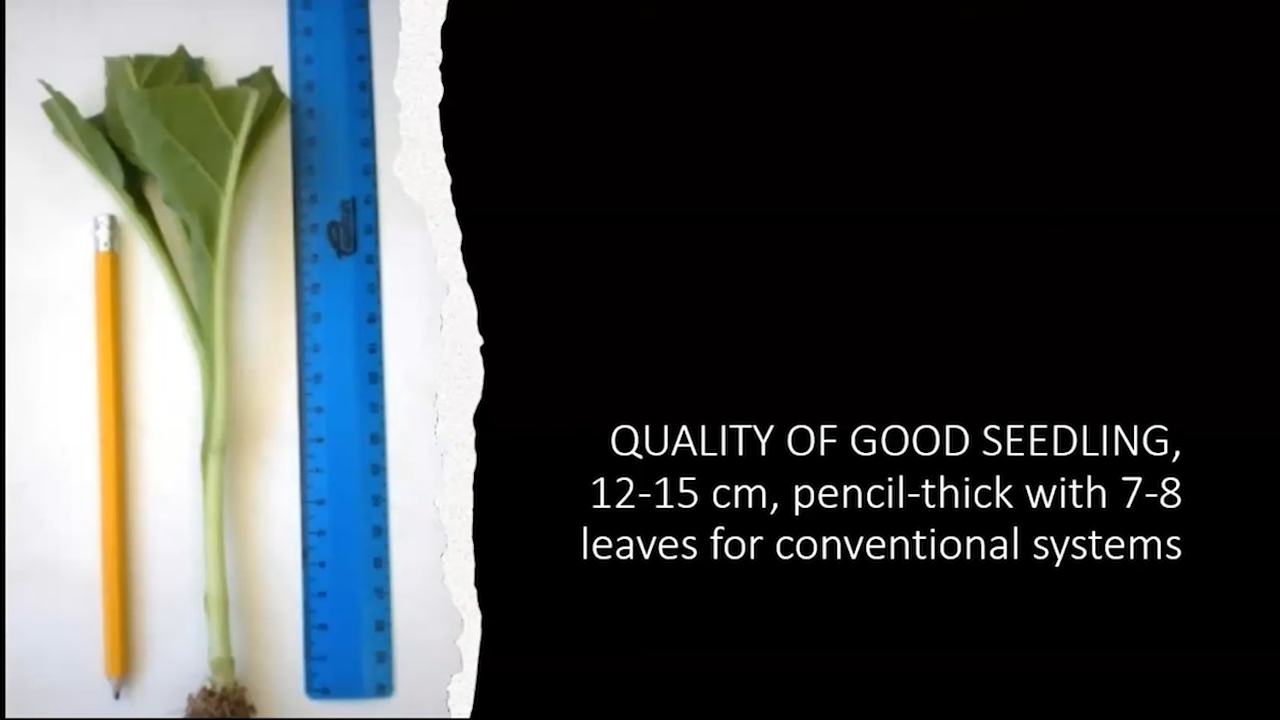 QUALITY OF GOOD SEEDLING,
12-15 cm, pencil-thick with 7-8
leaves for conventional systems